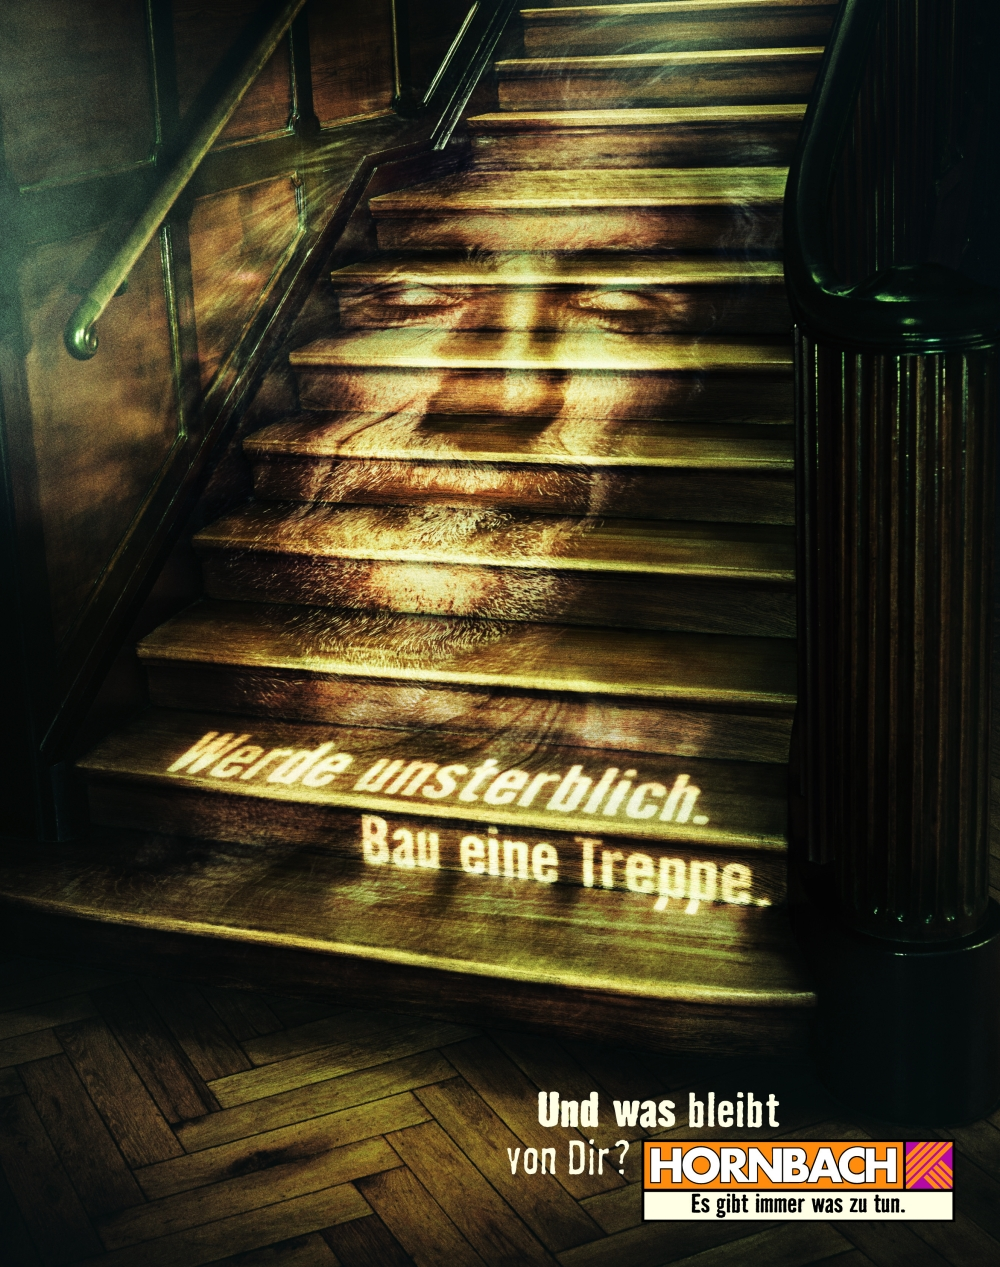 Werde unsterblich.
Bau eine Treppe.
Und was bleibt
von Dir?
HORNBACH
Es gibt immer was zu tun.